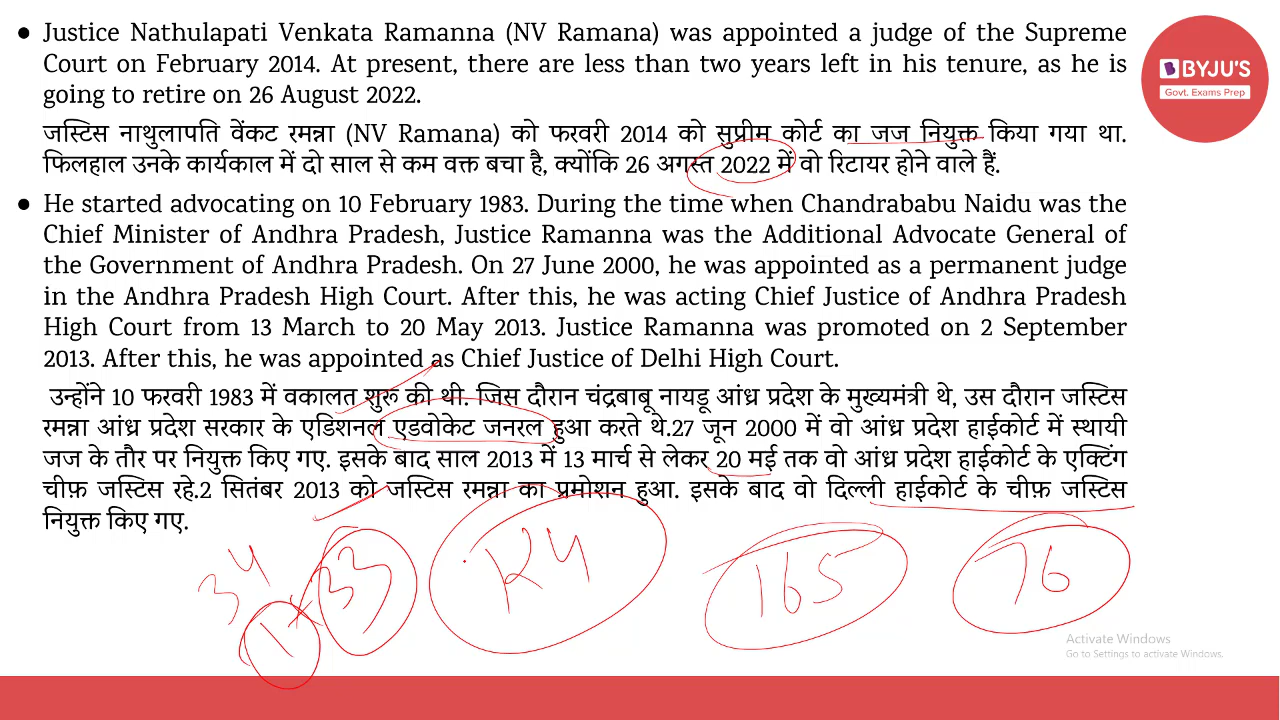 ● Justice Nathulapati Venkata Ramanna (NV Ramana) was appointed a judge of the Supreme
Court on February 2014. At present, there are less than two years left in his tenure, as he is
going to retire on 26 August 2022.
जस्टिस नाथुलापति वेंकट रमन्ना (NV Ramana) को फरवरी 2014 को सुप्रीम कोर्ट का जज नियुक्त किया गया था.
फिलहाल उनके कार्यकाल में दो साल से कम वक्त बचा है, क्योंकि 26 अगस्त 2022 में वो रिटायर होने वाले हैं.
● He started advocating on 10 February 1983. During the time when Chandrababu Naidu was the
Chief Minister of Andhra Pradesh, Justice Ramanna was the Additional Advocate General of
the Government of Andhra Pradesh. On 27 June 2000, he was appointed as a permanent judge
in the Andhra Pradesh High Court. After this, he was acting Chief Justice of Andhra Pradesh
High Court from 13 March to 20 May 2013. Justice Ramanna was promoted on 2 September
2013. After this, he was appointed as Chief Justice of Delhi High Court.
उन्होंने 10 फरवरी 1983 में वकालत शुरू की थी. जिस दौरान चंद्रबाबू नायडू आंध्र प्रदेश के मुख्यमंत्री थे, उस दौरान जस्टिस
रमन्ना आंध्र प्रदेश सरकार के एडिशनल एडवोकेट जनरल हुआ करते थे.27 जून 2000 में वो आंध्र प्रदेश हाईकोर्ट में स्थायी
जज के तौर पर नियुक्त किए गए. इसके बाद साल 2013 में 13 मार्च से लेकर 20 मई तक वो आंध्र प्रदेश हाईकोर्ट के एक्टिंग
चीफ़ जस्टिस रहे.2 सितंबर 2013 को जस्टिस रमन्ना का प्रमोशन हुआ. इसके बाद वो दिल्ली हाईकोर्ट के चीफ़ जस्टिस
नियुक्त किए गए.
34 1+33 124 165 76
BYJU'S
Govt. Exams Prep
Activate Windows
Go to Settings to activate Windows.